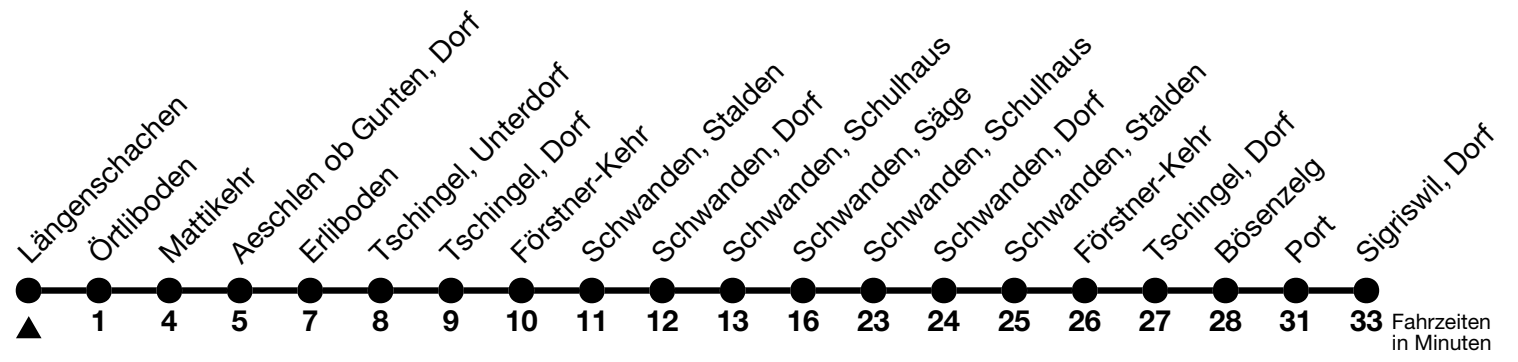 Längenschachen
Örtliboden
Mattikehr
Aeschlen ob Gunten, Dorf
Erliboden
Tschingel, Unterdorf
Tschingel, Dorf
Förstner-Kehr
Schwanden, Stalden
Schwanden, Dorf
Schwanden, Schulhaus
Schwanden, Säge
Schwanden, Schulhaus
Schwanden, Dorf
Schwanden, Stalden
Förstner-Kehr
Tschingel, Dorf
Bösenzelg
Port
Sigriswil, Dorf
1 4 5 7 8 9 10 11 12 13 16 23 24 25 26 27 28 31 33 Fahrzeiten
in Minuten